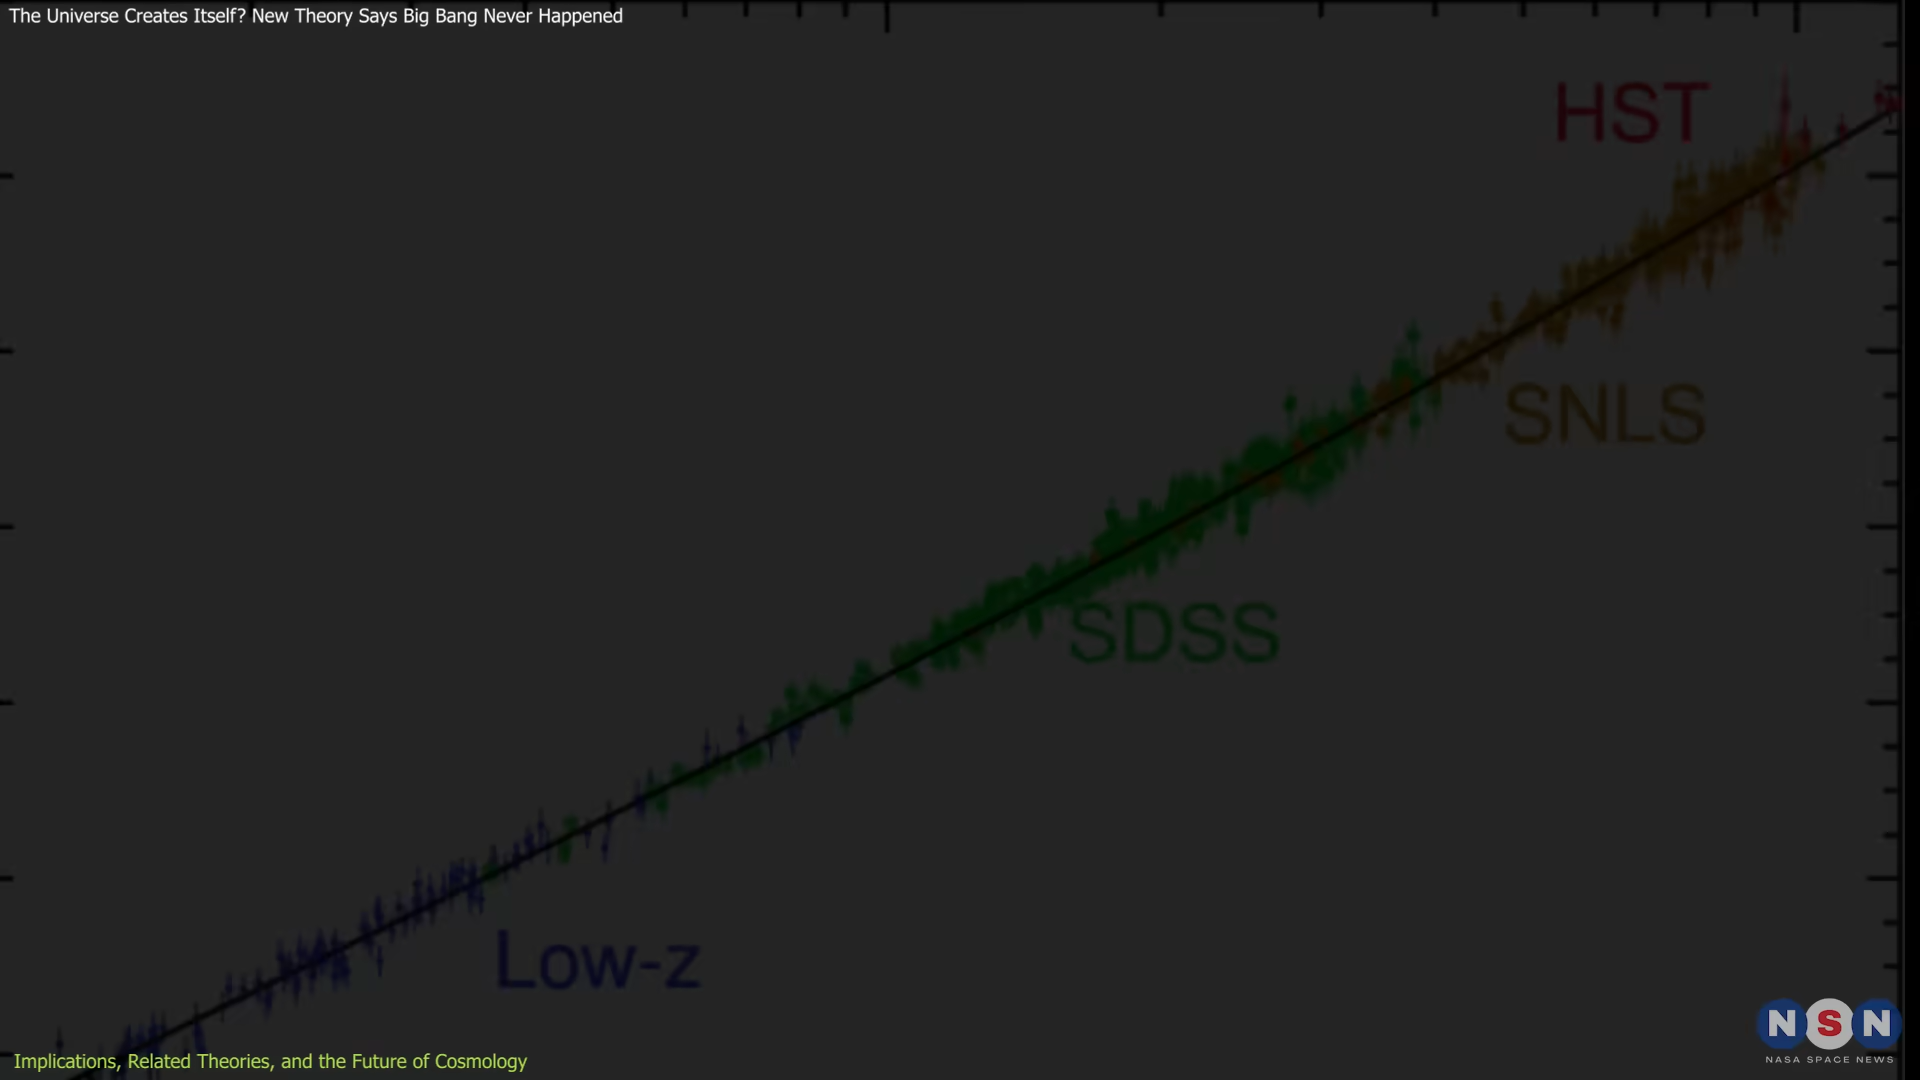 The Universe Creates Itself? New Theory Says Big Bang Never Happened
HST
SNLS
SDSS
Low-z
Implications, Related Theories, and the Future of Cosmology
NSN
NASA SPACE NEWS